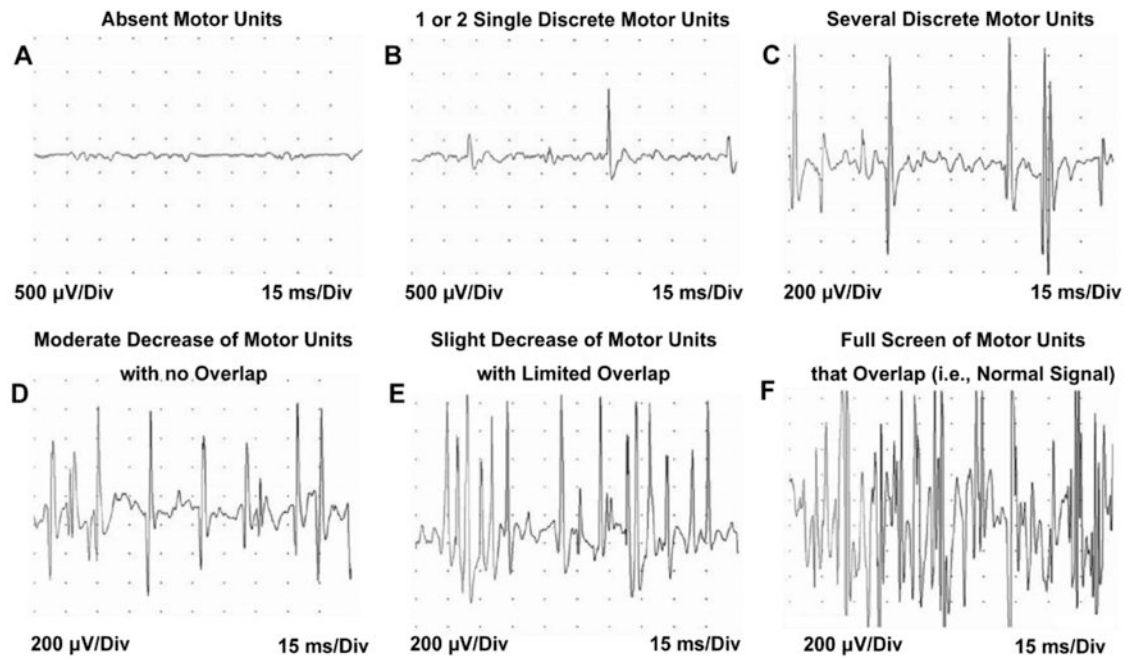 Absent Motor Units
A
500 µV/Div 15 ms/Div
1 or 2 Single Discrete Motor Units
B
500 µV/Div 15 ms/Div
Several Discrete Motor Units
C
200 µV/Div 15 ms/Div
Moderate Decrease of Motor Units
with no Overlap
D
200 µV/Div 15 ms/Div
Slight Decrease of Motor Units
with Limited Overlap
E
200 µV/Div 15 ms/Div
Full Screen of Motor Units
that Overlap (i.e., Normal Signal)
F
200 µV/Div 15 ms/Div